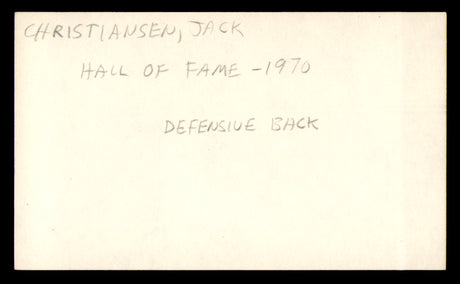 CHRISTIANSEN, JACK
HALL OF FAME - 1970
DEFENSIVE BACK